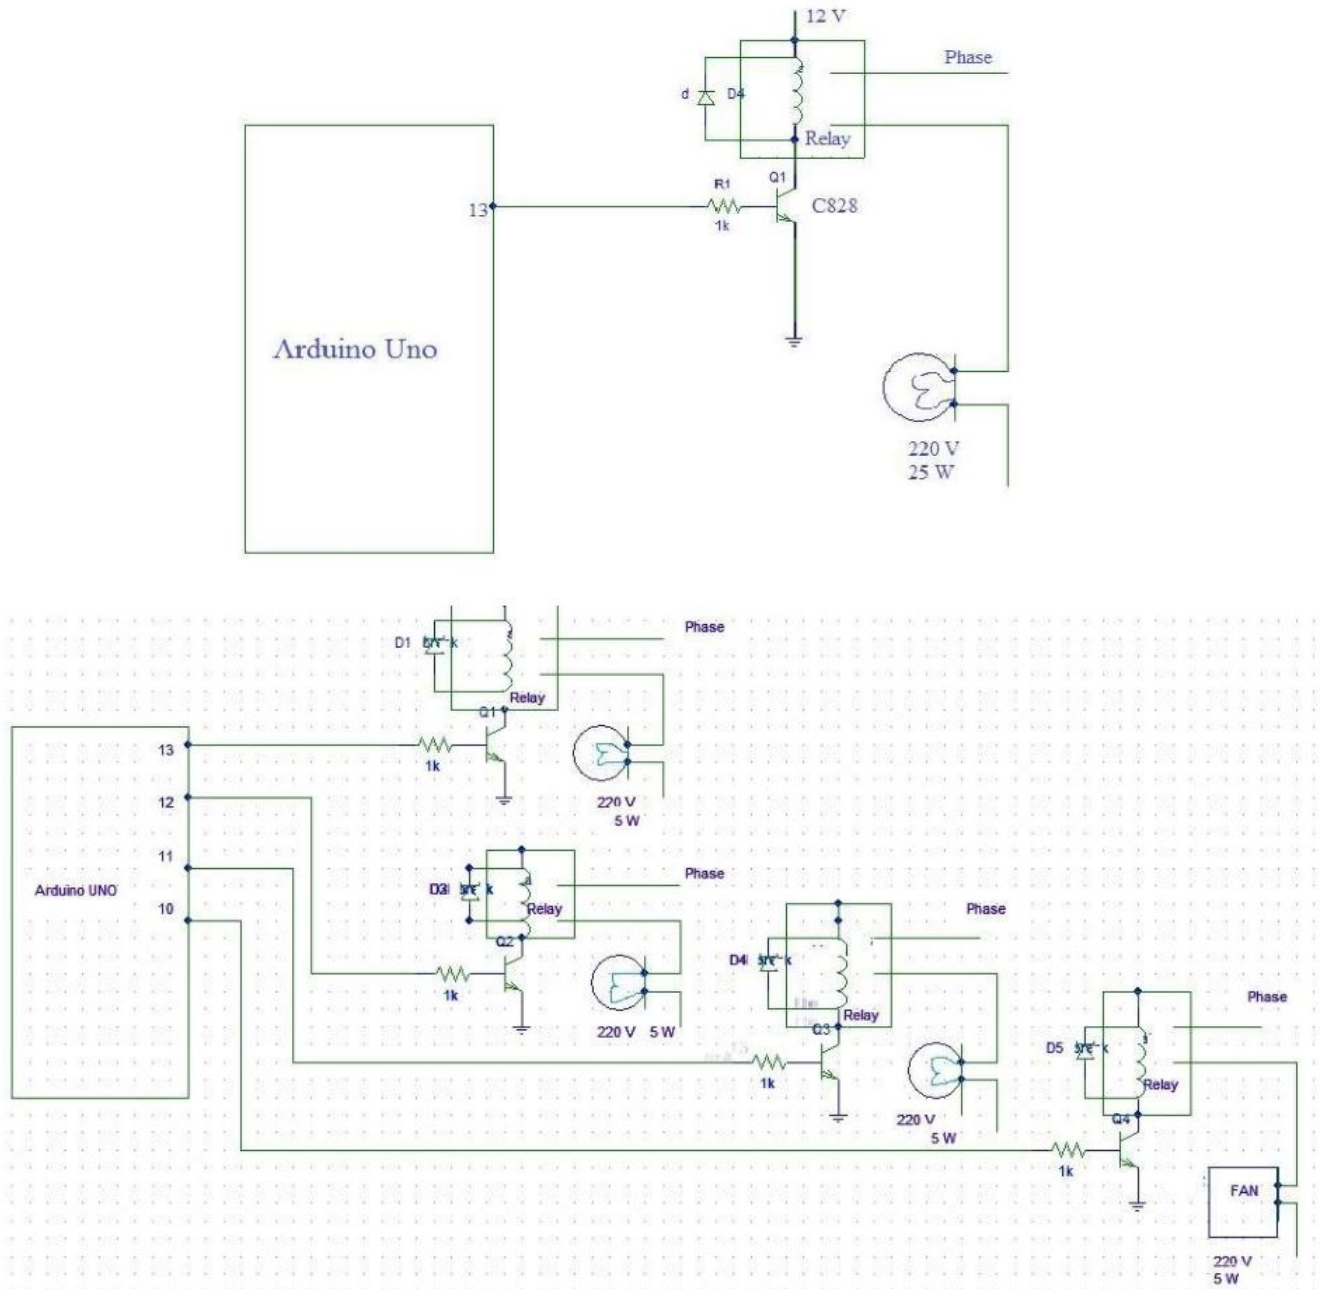 12 V
Phase
d
D4
Relay
R1
Q1
13
1k
C828
Arduino Uno
220 V
25 W
Phase
D1
Relay
Q1
13
1k
12
220 V
5 W
11
Phase
Arduino UNO
Relay
10
Phase
Q2
D4
1k
220 V 5 W
Relay
Phase
Q3
D5
1k
Relay
220 V
5 W
Q4
1k
FAN
220 V
5 W